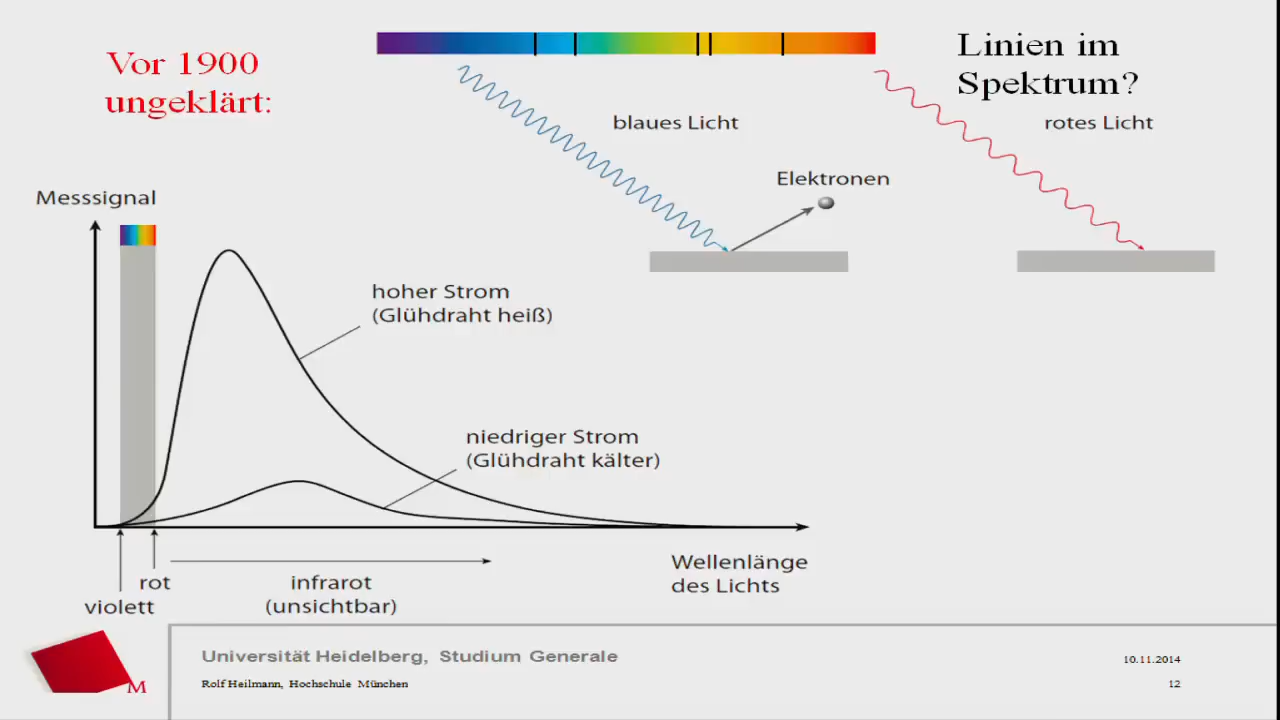 Vor 1900
ungeklärt:
Linien im
Spektrum?
blaues Licht
rotes Licht
Elektronen
Messsignal
hoher Strom
(Glühdraht heiß)
niedriger Strom
(Glühdraht kälter)
Wellenlänge
des Lichts
rot
violett
infrarot
(unsichtbar)
M
Universität Heidelberg, Studium Generale
Rolf Heilmann, Hochschule München
10.11.2014
12